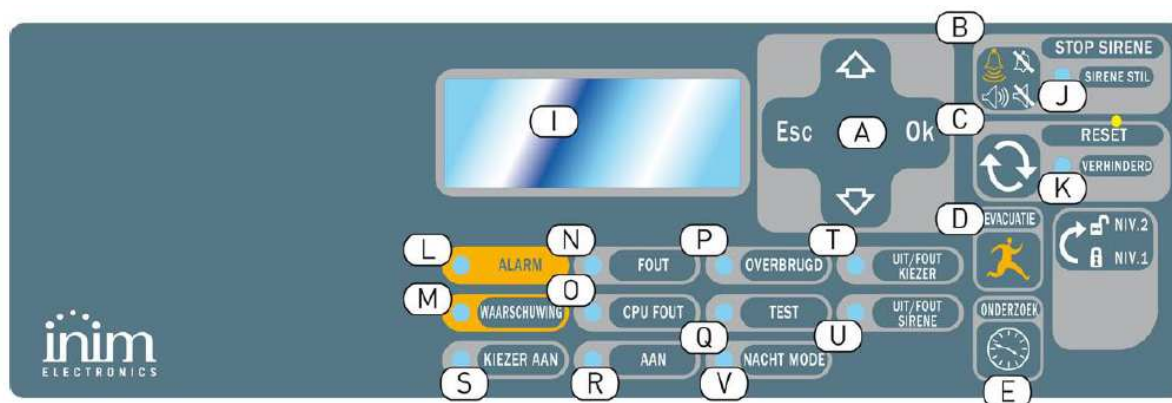 B
STOP SIRENE
SIRENE STIL
J
I
Esc
A
Ok
C
RESET
VERHINDERD
K
D
EVACUATIE
NIV.2
NIV.1
L
ALARM
N
FOUT
P
OVERBRUGD
T
UIT/FOUT
KIEZER
M
WAARSCHUWING
O
CPU FOUT
Q
TEST
U
UIT/FOUT
SIRENE
ONDERZOEK
S
KIEZER AAN
R
AAN
V
NACHT MODE
E
inim
ELECTRONICS